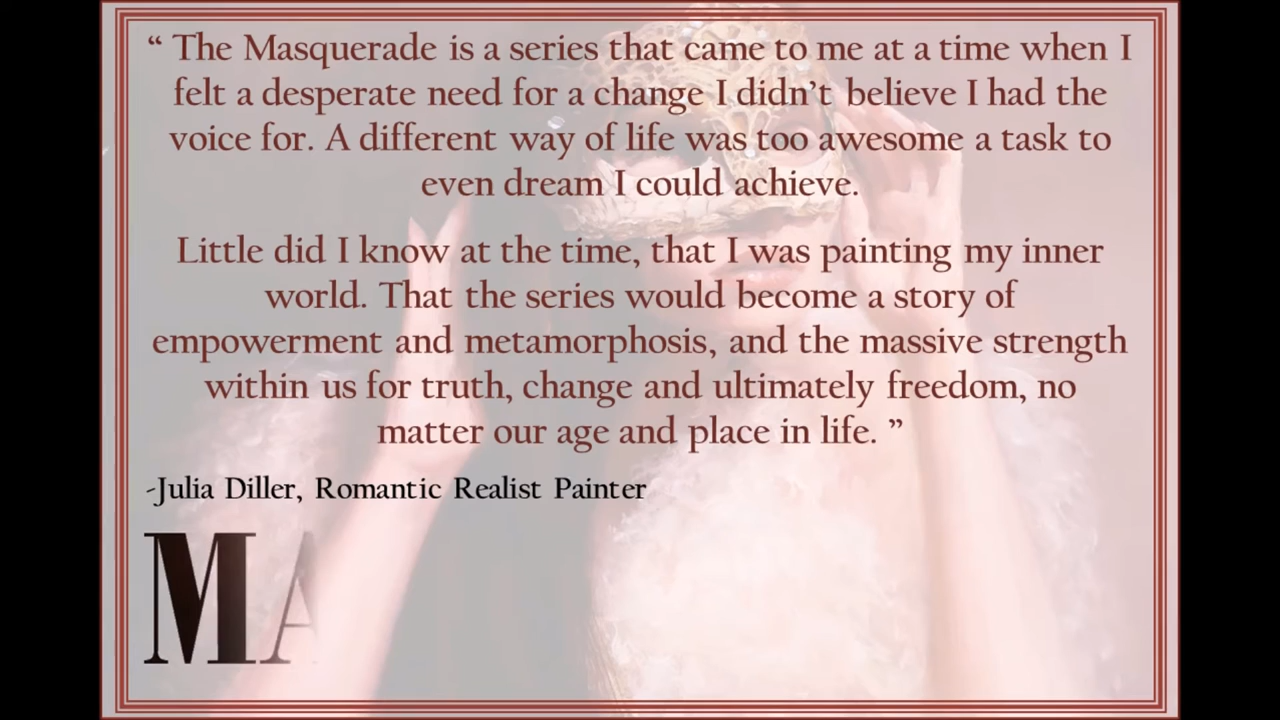 “ The Masquerade is a series that came to me at a time when I
felt a desperate need for a change I didn’t believe I had the
voice for. A different way of life was too awesome a task to
even dream I could achieve.
Little did I know at the time, that I was painting my inner
world. That the series would become a story of
empowerment and metamorphosis, and the massive strength
within us for truth, change and ultimately freedom, no
matter our age and place in life. ”
-Julia Diller, Romantic Realist Painter
MA